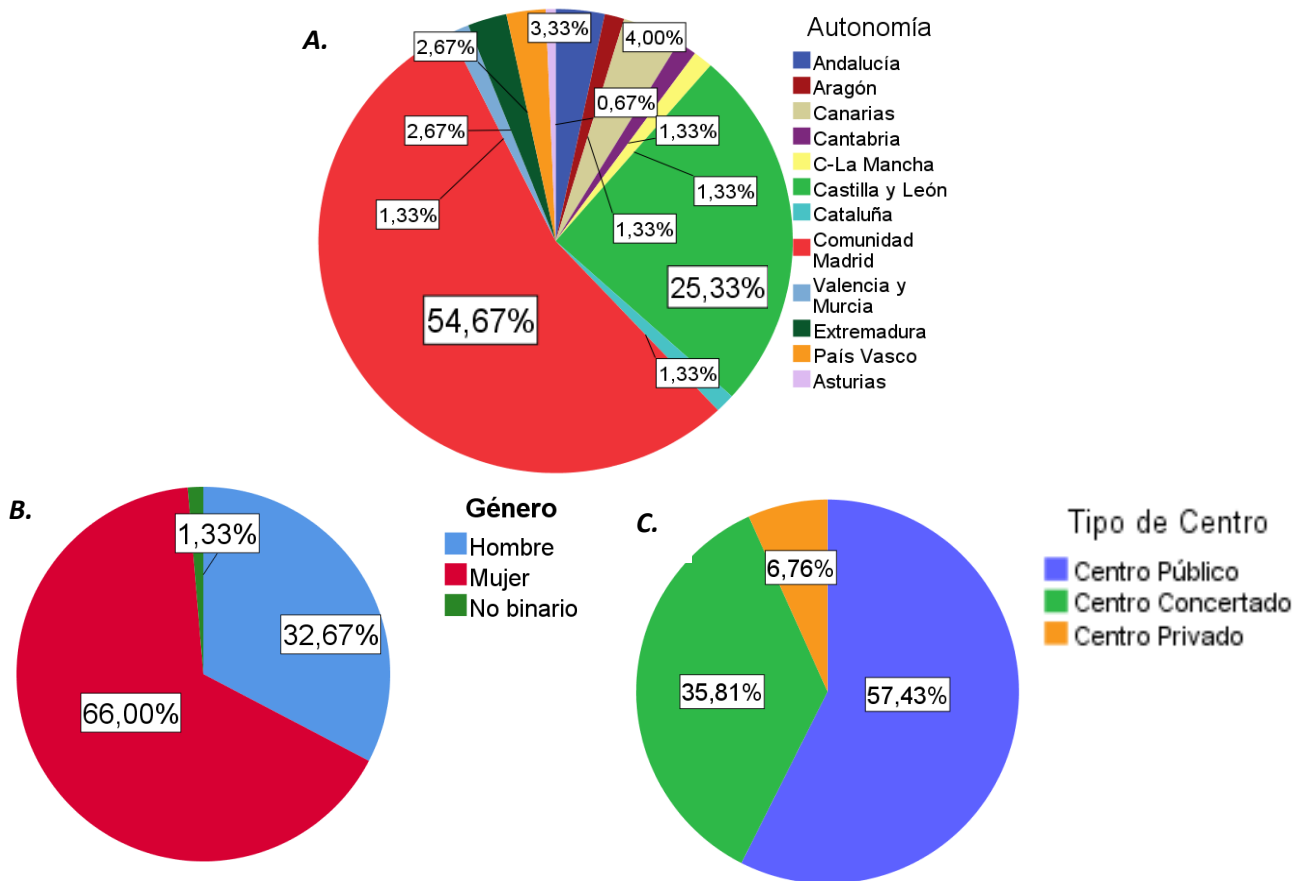 A.
3,33%
4,00%
2,67%
0,67%
2,67%
1,33%
1,33%
1,33%
1,33%
25,33%
54,67%
1,33%
Autonomía
Andalucía
Aragón
Canarias
Cantabria
C-La Mancha
Castilla y León
Cataluña
Comunidad
Madrid
Valencia y
Murcia
Extremadura
País Vasco
Asturias
B.
1,33%
32,67%
66,00%
Género
Hombre
Mujer
No binario
C.
6,76%
35,81%
57,43%
Tipo de Centro
Centro Público
Centro Concertado
Centro Privado